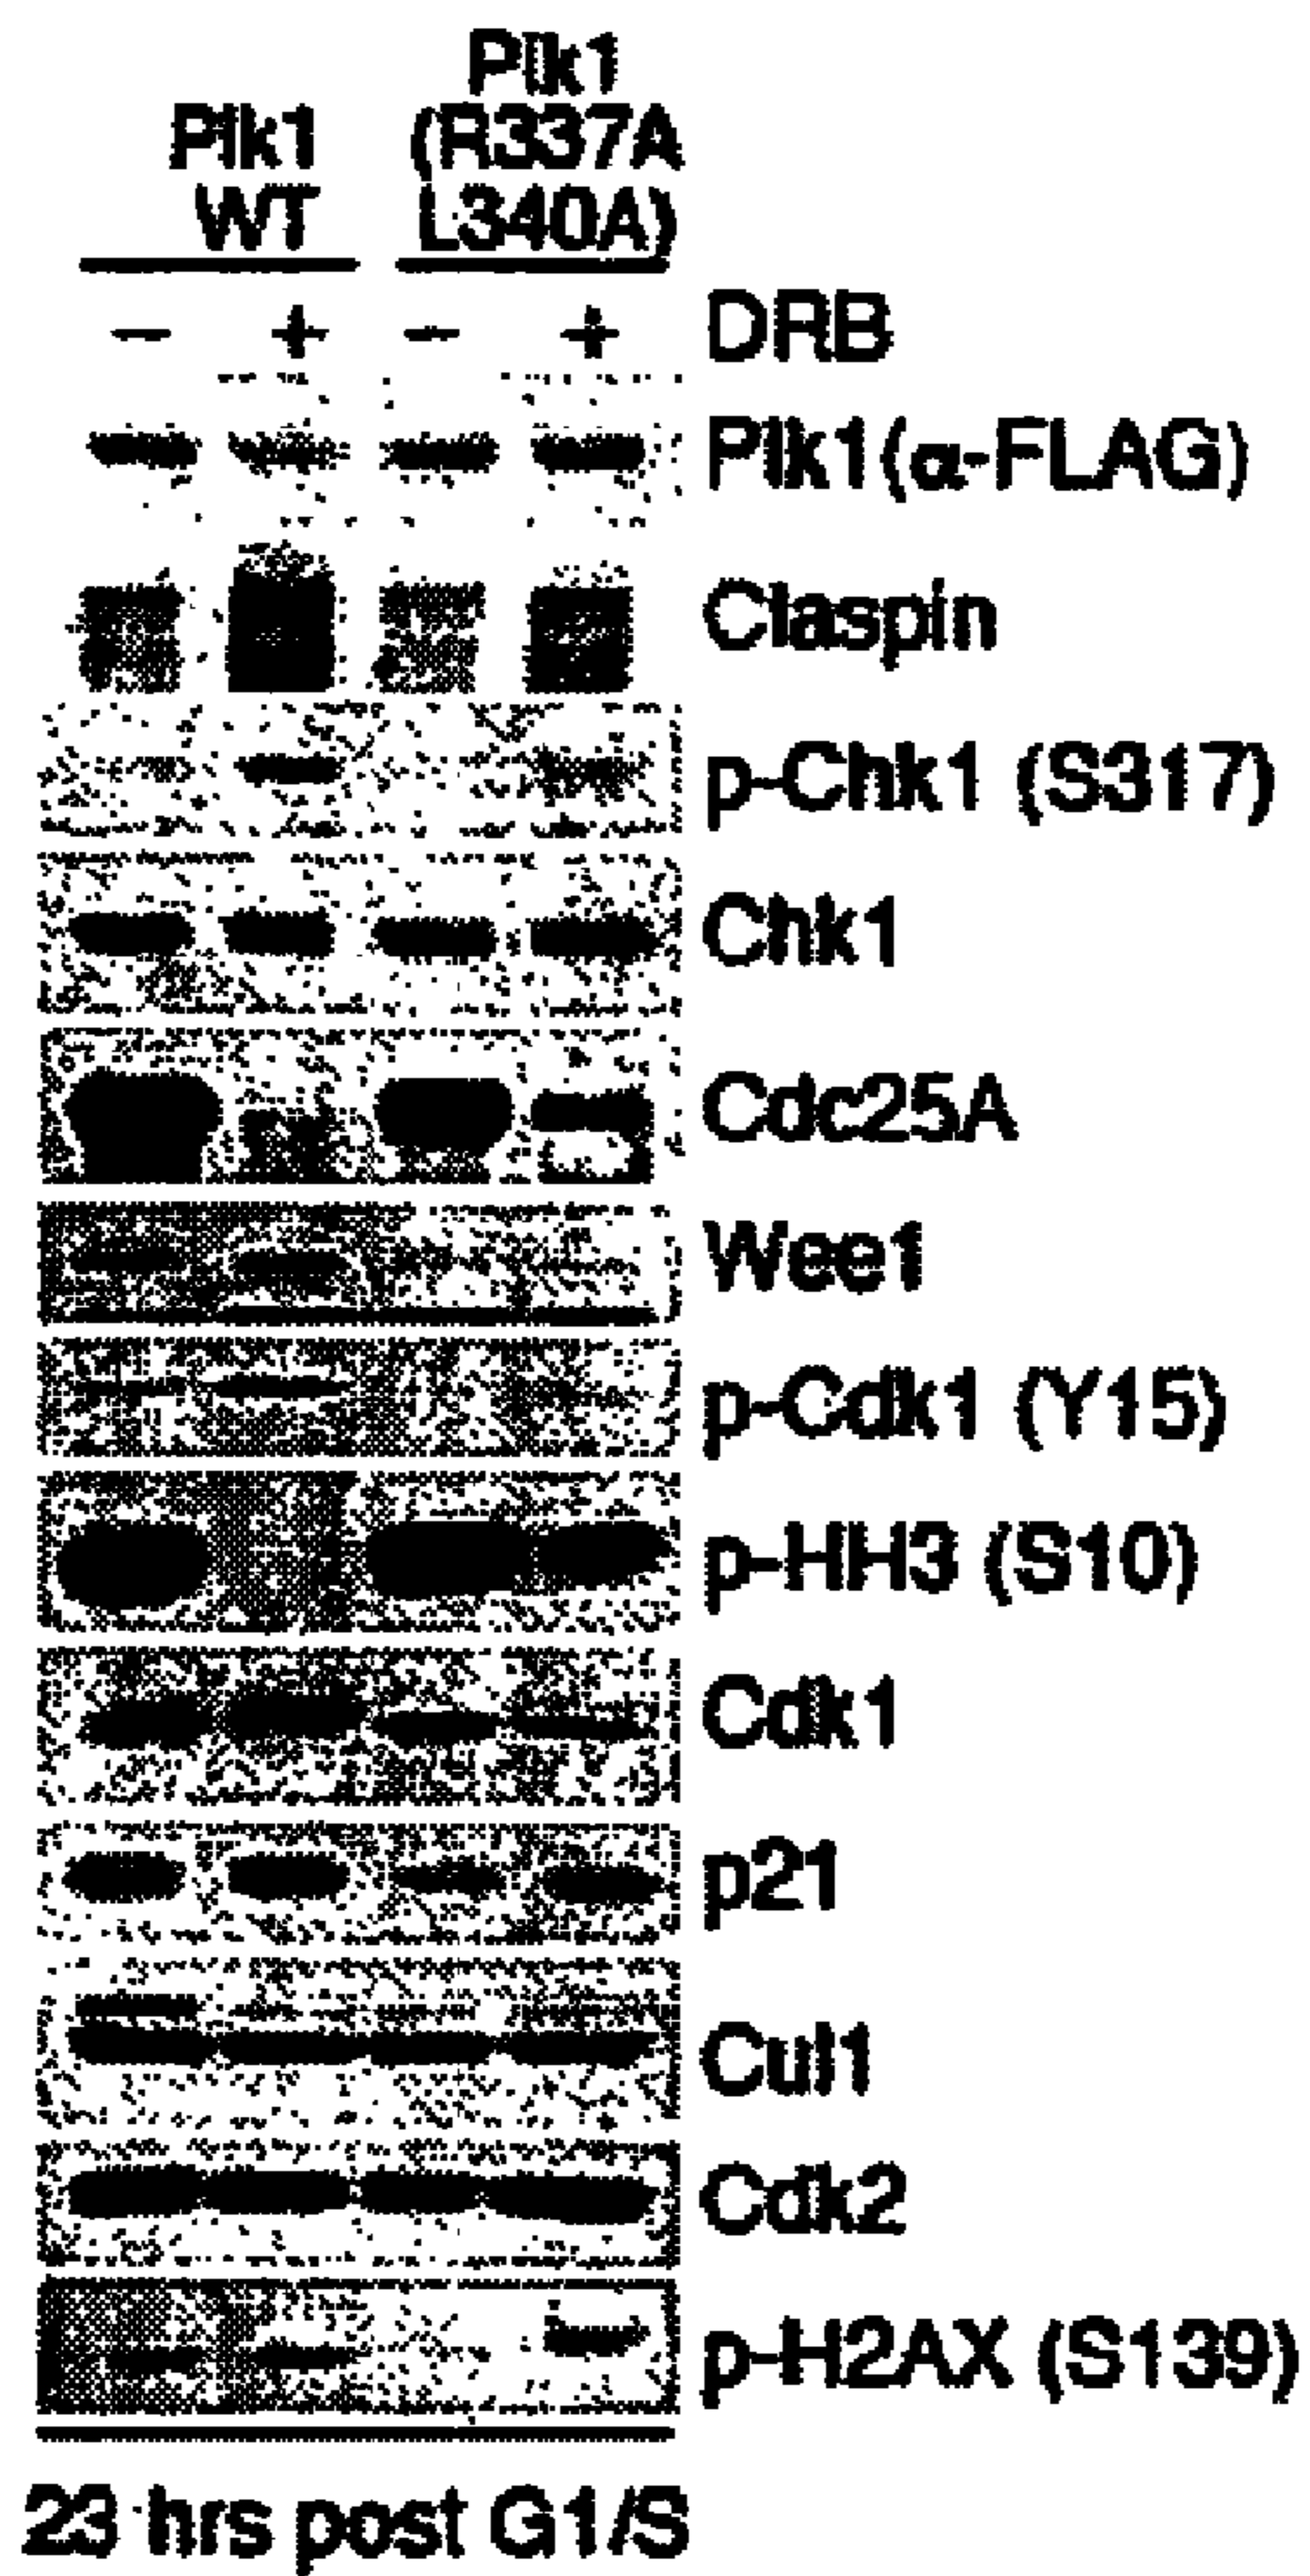 Plk1
WT
Plk1
(R337A
L340A)
− + − + DRB
Plk1(α-FLAG)
Claspin
p-Chk1 (S317)
Chk1
Cdc25A
Wee1
p-Cdk1 (Y15)
p-HH3 (S10)
Cdk1
p21
Cul1
Cdk2
p-H2AX (S139)
23 hrs post G1/S